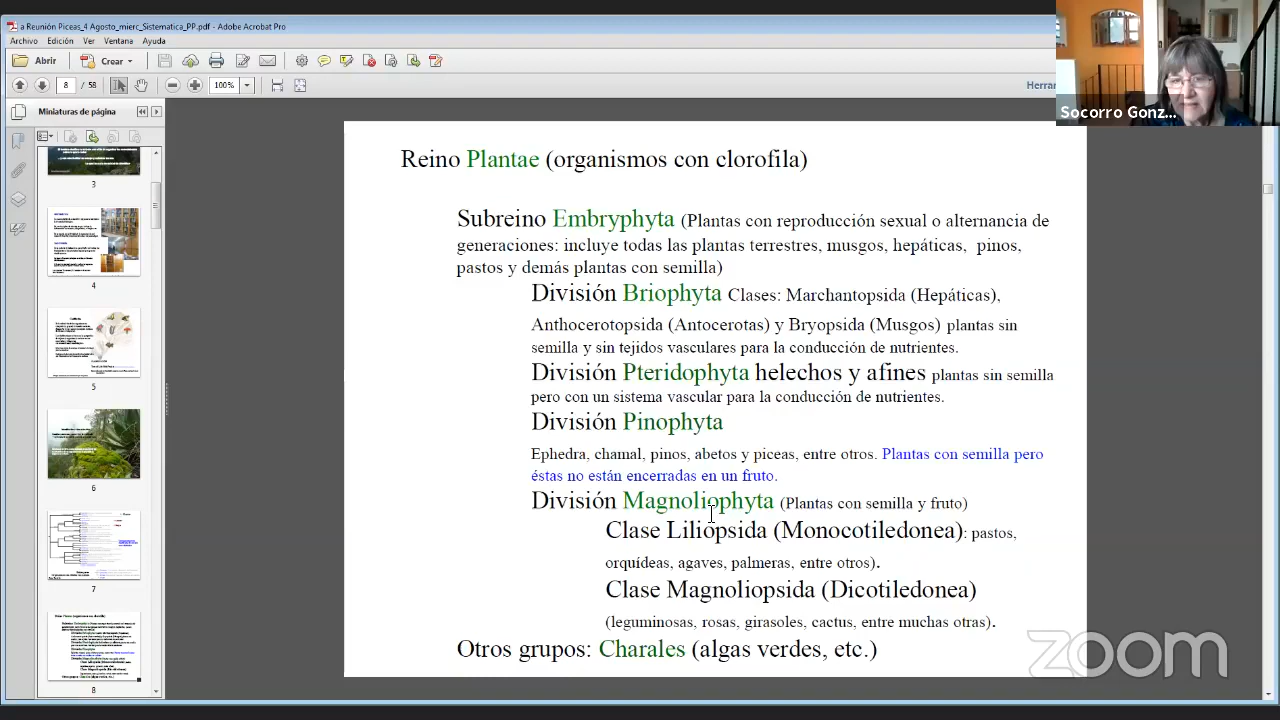 a Reunión Piceas_4 Agosto_mierc_Sistematica_PP.pdf - Adobe Acrobat Pro
Archivo Edición Ver Ventana Ayuda
Abrir Crear
8 / 58 100% Herrar
Miniaturas de página
Socorro Gonz...
3
4
5
6
7
8
Reino Plantae (organismos con clorofila)
Subreino Embryphyta (Plantas con reproducción sexual y alternancia de
generaciones: incluye todas las plantas terrestres, musgos, hepáticas, pinos,
pastos y demás plantas con semilla)
División Briophyta Clases: Marchantopsida (Hepáticas),
Anthocerotopsida (Antocerotas) y Bryopsida (Musgos) plantas sin
semilla y sin tejidos vasculares para la conducción de nutrientes.
División Pteridophyta helechos y afines plantas sin semilla
pero con un sistema vascular para la conducción de nutrientes.
División Pinophyta
Ephedra, chamal, pinos, abetos y piceas, entre otros. Plantas con semilla pero
éstas no están encerradas en un fruto.
División Magnoliophyta (Plantas con semilla y fruto)
Clase Liliopsida (Monocotiledonea): pastos,
orquídeas, agaves, palmeras, entre otros).
Clase Magnoliopsida (Dicotiledonea)
(leguminosas, rosas, girasoles, cactus, entre muchas otras).
Otros grupos: Charales (algas verdes, etc.)
zoom